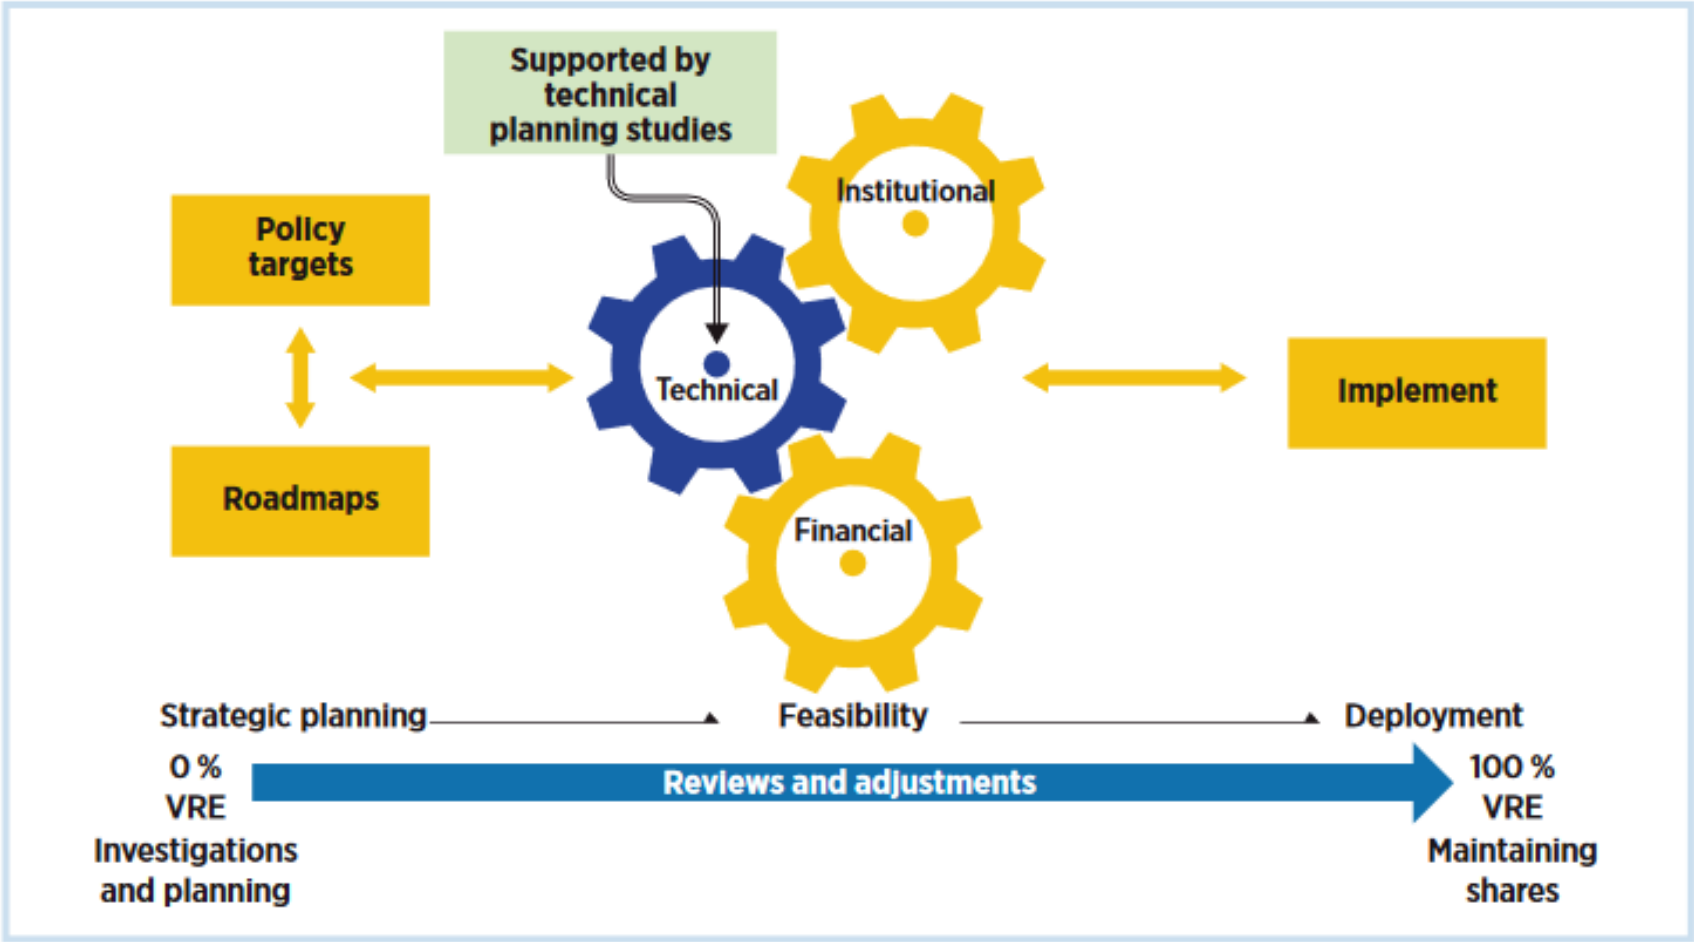 Supported by
technical
planning studies
Institutional
Policy
targets
Technical
Implement
Roadmaps
Financial
Strategic planning
Feasibility
Deployment
0 %
VRE
Reviews and adjustments
100 %
VRE
Investigations
and planning
Maintaining
shares